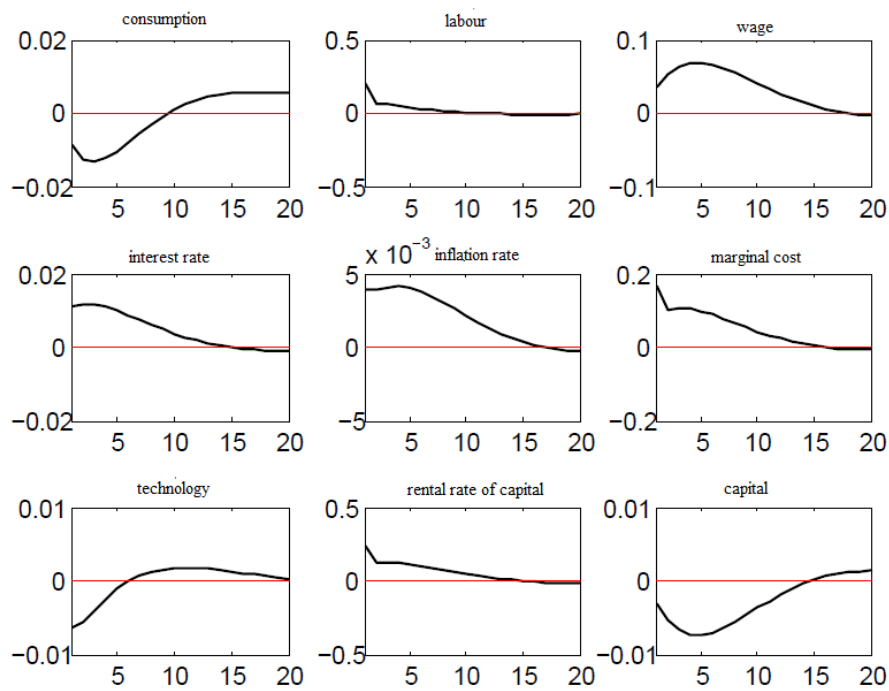 consumption
labour
wage
0.02
0
−0.02
5 10 15 20
0.5
0
−0.5
5 10 15 20
0.1
0
−0.1
5 10 15 20
interest rate
x 10−3 inflation rate
marginal cost
0.02
0
−0.02
5 10 15 20
5
0
−5
5 10 15 20
0.2
0
−0.2
5 10 15 20
technology
rental rate of capital
capital
0.01
0
−0.01
5 10 15 20
0.5
0
−0.5
5 10 15 20
0.01
0
−0.01
5 10 15 20